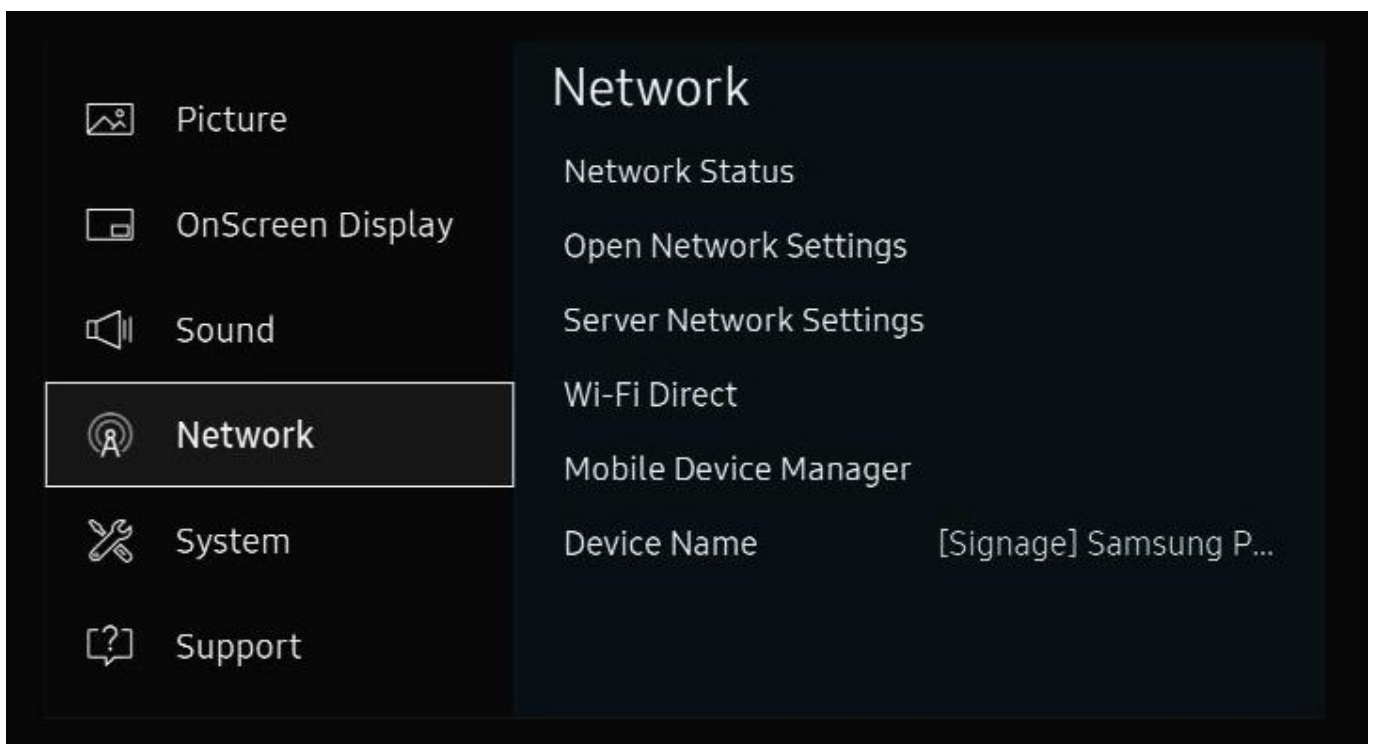 Picture
OnScreen Display
Sound
Network
System
Support
Network
Network Status
Open Network Settings
Server Network Settings
Wi-Fi Direct
Mobile Device Manager
Device Name [Signage] Samsung P...